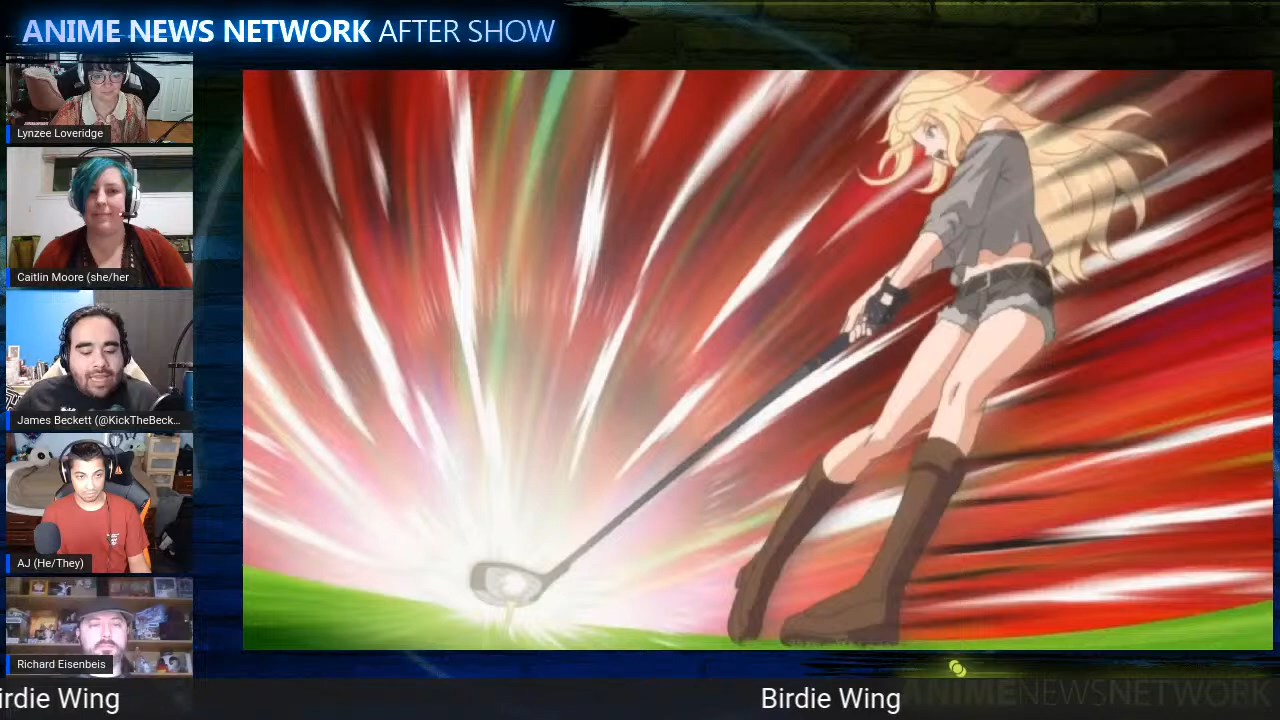 ANIME NEWS NETWORK AFTER SHOW
Lynzee Loveridge
Caitlin Moore (she/her
James Beckett (@KickTheBeck...
AJ (He/They)
Richard Eisenbeis
irdie Wing
Birdie Wing
ANIMENEWSNETWORK